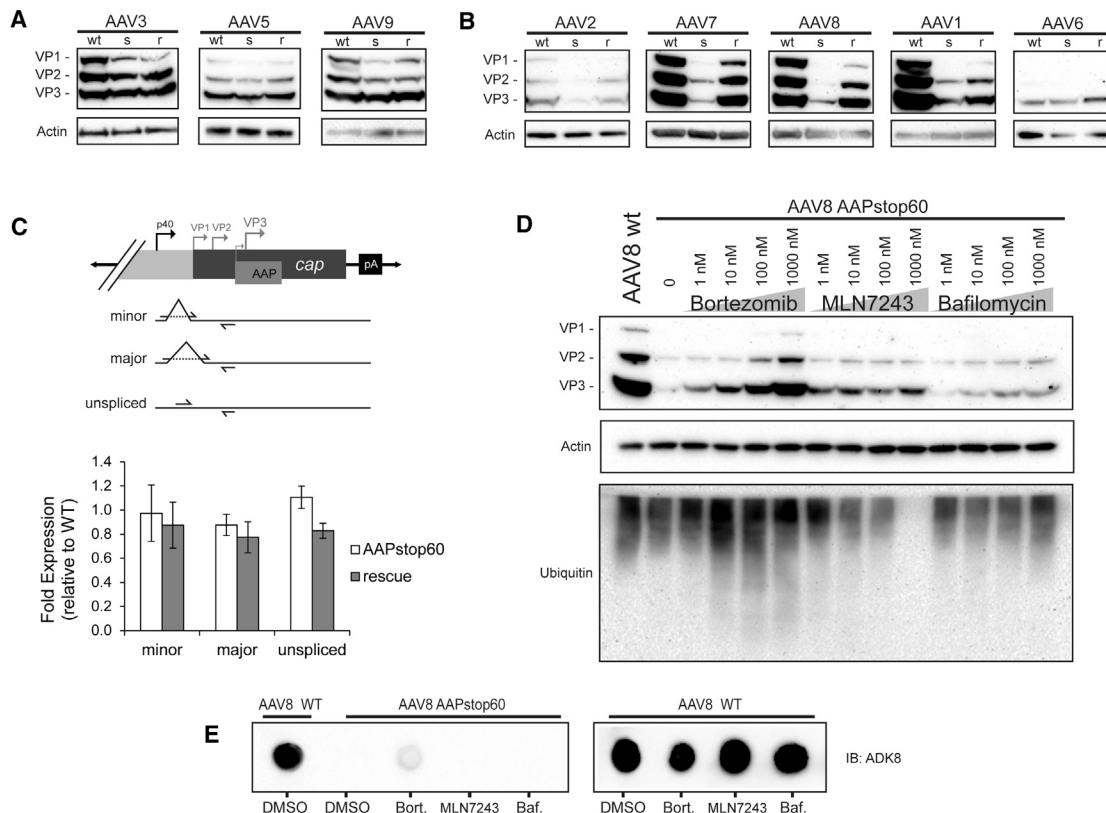 A
AAV3 AAV5 AAV9
wt s r wt s r wt s r
VP1 -
VP2 -
VP3 -
Actin
B
AAV2 AAV7 AAV8 AAV1 AAV6
wt s r wt s r wt s r wt s r wt s r
VP1 -
VP2 -
VP3 -
Actin
C
p40 VP1 VP2 VP3
AAP cap pA
minor
major
unspliced
Fold Expression
(relative to WT)
1.4
1.2
1.0
0.8
0.6
0.4
0.2
0.0
AAPstop60
rescue
minor major unspliced
D
AAV8 wt
AAV8 AAPstop60
0 1 nM 10 nM 100 nM 1000 nM 1 nM 10 nM 100 nM 1000 nM 1 nM 10 nM 100 nM 1000 nM
Bortezomib MLN7243 Bafilomycin
VP1 -
VP2 -
VP3 -
Actin
Ubiquitin
E
AAV8 WT AAV8 AAPstop60 AAV8 WT
IB: ADK8
DMSO DMSO Bort. MLN7243 Baf. DMSO Bort. MLN7243 Baf.